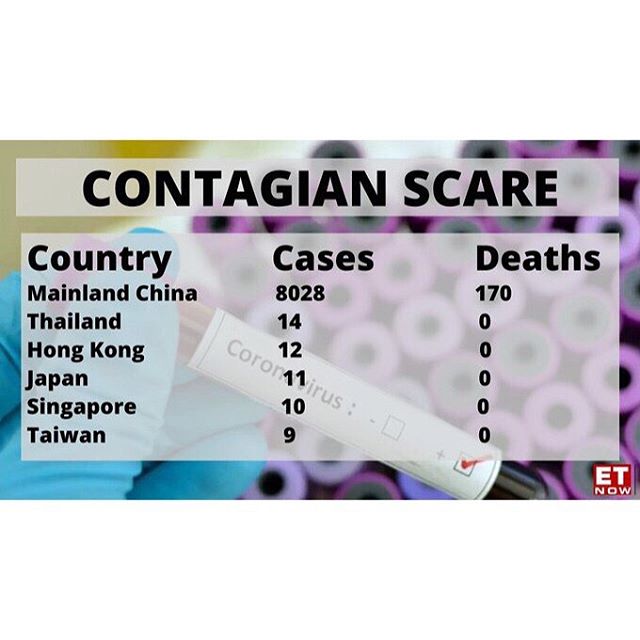 CONTAGIAN SCARE
Country Cases Deaths
Mainland China 8028 170
Thailand 14 0
Hong Kong 12 0
Japan 11 0
Singapore 10 0
Taiwan 9 0
Coronavirus :
-
+
ET
NOW